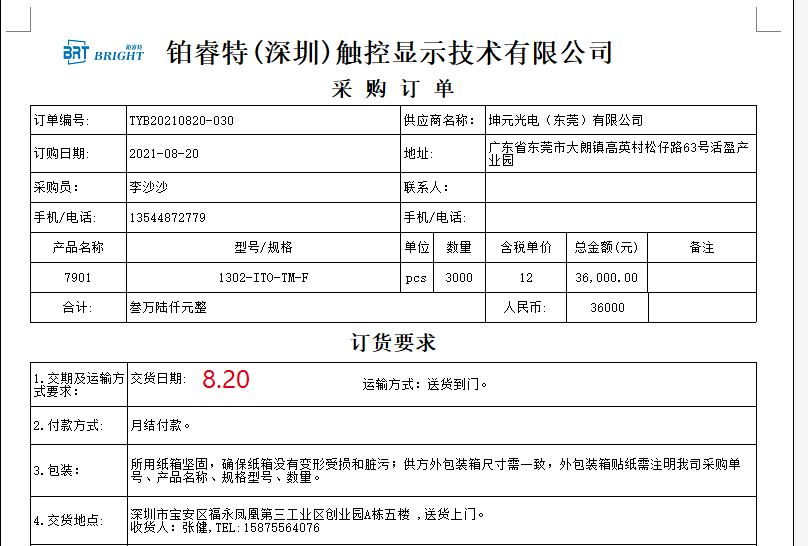 BRT 铂睿特 BRIGHT 铂睿特(深圳)触控显示技术有限公司
采 购 订 单
订单编号: TYB20210820-030 供应商名称: 坤元光电（东莞）有限公司
订购日期: 2021-08-20 地址: 广东省东莞市大朗镇高英村松仔路63号活盈产
业园
采购员: 李沙沙 联系人:
手机/电话: 13544872779 手机/电话:
产品名称 型号/规格 单位 数量 含税单价 总金额(元) 备注
7901 1302-ITO-TM-F pcs 3000 12 36,000.00
合计: 叁万陆仟元整 人民币: 36000
订货要求
1.交期及运输方
式要求: 交货日期: 8.20 运输方式: 送货到门。
2.付款方式: 月结付款。
3.包装: 所用纸箱坚固，确保纸箱没有变形受损和脏污; 供方外包装箱尺寸需一致，外包装箱贴纸需注明我司采购单
号、产品名称、规格型号、数量。
4.交货地点: 深圳市宝安区福永凤凰第三工业区创业园A栋五楼 ,送货上门。
收货人: 张健,TEL:15875564076